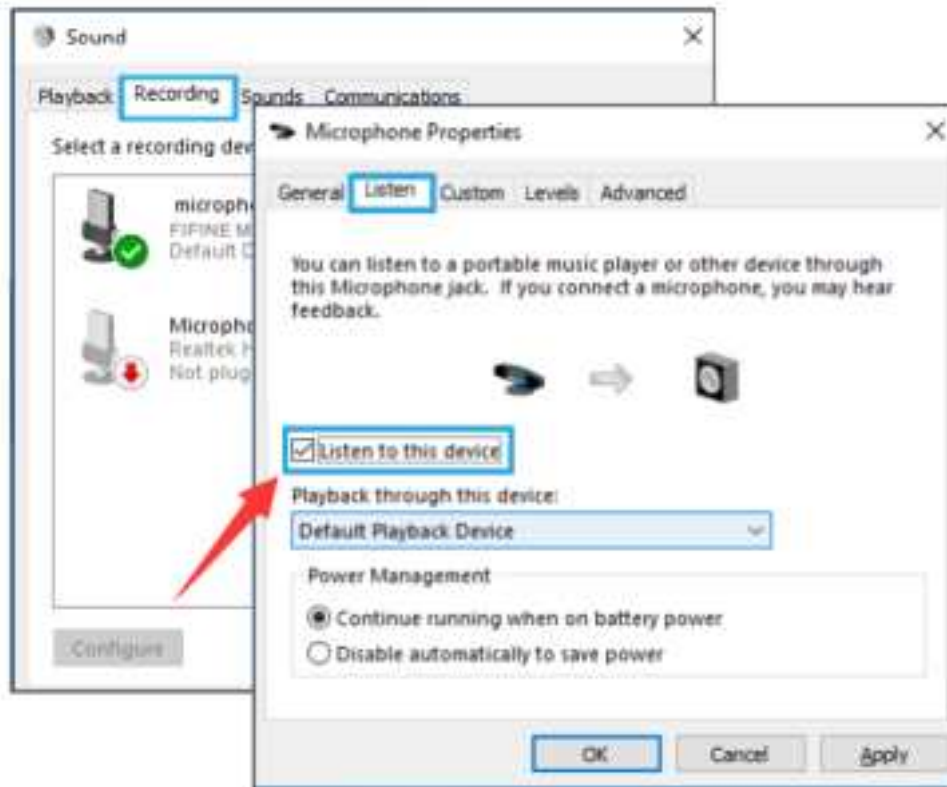 Sound
Playback Recording Sounds Communications
Select a recording dev
microph
FIFINE M
Default D
Micropho
Realtek H
Not plug
Configure
Microphone Properties
General Listen Custom Levels Advanced
You can listen to a portable music player or other device through
this Microphone jack. If you connect a microphone, you may hear
feedback.
Listen to this device
Playback through this device:
Default Playback Device
Power Management
Continue running when on battery power
Disable automatically to save power
OK Cancel Apply